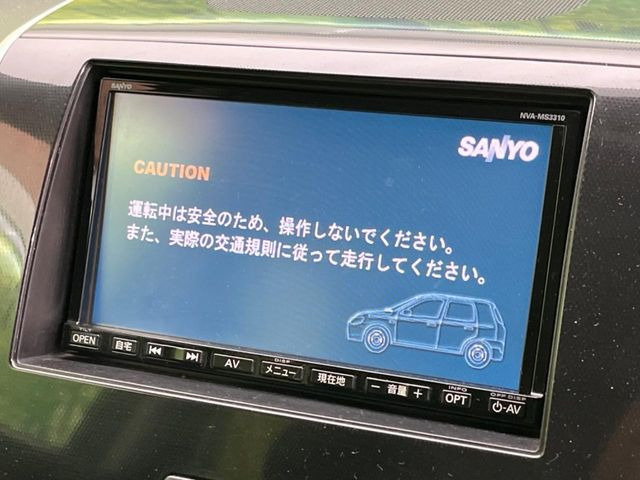 SANYO
NVA-MS3310
SANYO
CAUTION
運転中は安全のため、操作しないでください。
また、実際の交通規則に従って走行してください。
TILT DISP INFO OFF DISP
OPEN 自宅 AV メニュー 現在地 － 音量 ＋ OPT ⏻-AV